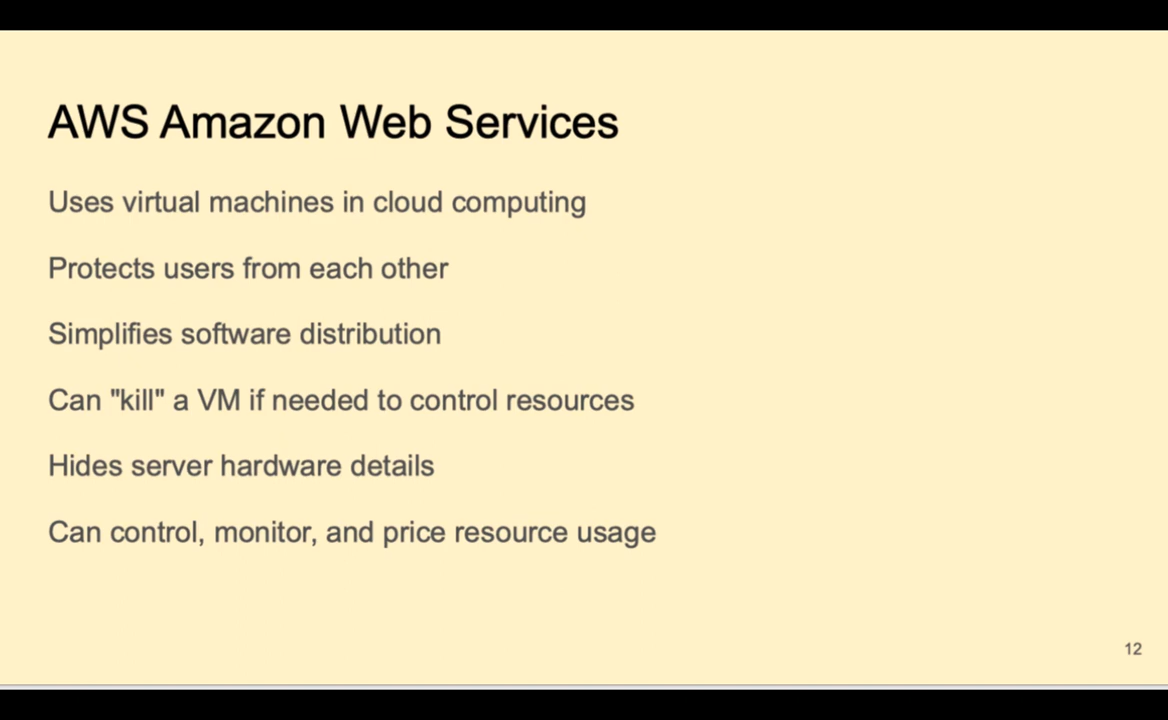 AWS Amazon Web Services
Uses virtual machines in cloud computing
Protects users from each other
Simplifies software distribution
Can "kill" a VM if needed to control resources
Hides server hardware details
Can control, monitor, and price resource usage
12